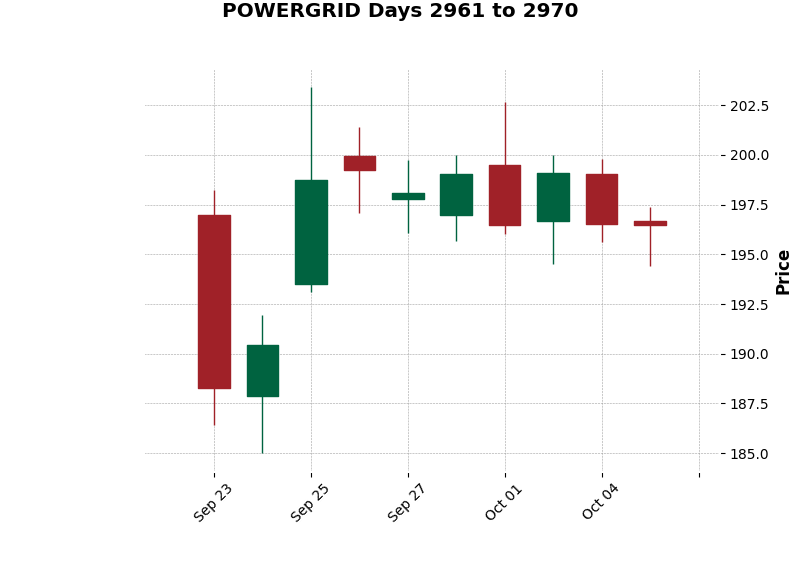 POWERGRID Days 2961 to 2970
202.5
200.0
197.5
195.0
192.5
190.0
187.5
185.0
Price
Sep 23
Sep 25
Sep 27
Oct 01
Oct 04